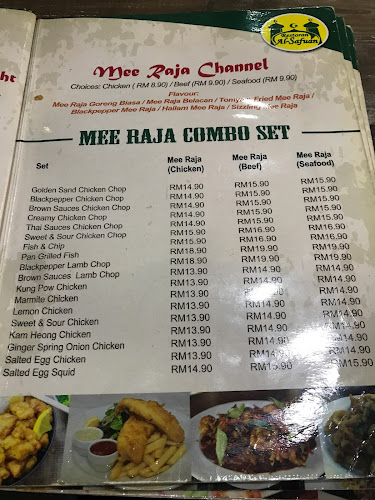 ht
Restoran
Al-Safuan
Mee Raja Channel
Choices: Chicken ( RM 8.90) / Beef (RM 9.90) / Seafood (RM 9.90)
Flavour:
Mee Raja Goreng Biasa / Mee Raja Belacan / Tomyam Fried Mee Raja /
Blackpepper Mee Raja / Hailam Mee Raja / Sizzling Mee Raja
MEE RAJA COMBO SET
Set Mee Raja (Chicken) Mee Raja (Beef) Mee Raja (Seafood)
Golden Sand Chicken Chop RM14.90 RM15.90 RM15.90
Blackpepper Chicken Chop RM14.90 RM15.90 RM15.90
Brown Sauces Chicken Chop RM14.90 RM15.90 RM15.90
Creamy Chicken Chop RM14.90 RM15.90 RM15.90
Thai Sauces Chicken Chop RM14.90 RM15.90 RM15.90
Sweet & Sour Chicken Chop RM14.90 RM15.90 RM15.90
Fish & Chip RM15.90 RM16.90 RM16.90
Pan Grilled Fish RM15.90 RM16.90 RM16.90
Blackpepper Lamb Chop RM18.90 RM19.90 RM19.90
Brown Sauces Lamb Chop RM18.90 RM19.90 RM19.90
Kung Pow Chicken RM13.90 RM14.90 RM14.90
Marmite Chicken RM13.90 RM14.90 RM14.90
Lemon Chicken RM13.90 RM14.90 RM14.90
Sweet & Sour Chicken RM13.90 RM14.90 RM14.90
Kam Heong Chicken RM13.90 RM14.90 RM14.90
Ginger Spring Onion Chicken RM13.90 RM14.90 RM14.90
Salted Egg Chicken RM13.90 RM14.90 RM14.90
Salted Egg Squid RM14.90 RM15.90 RM15.90